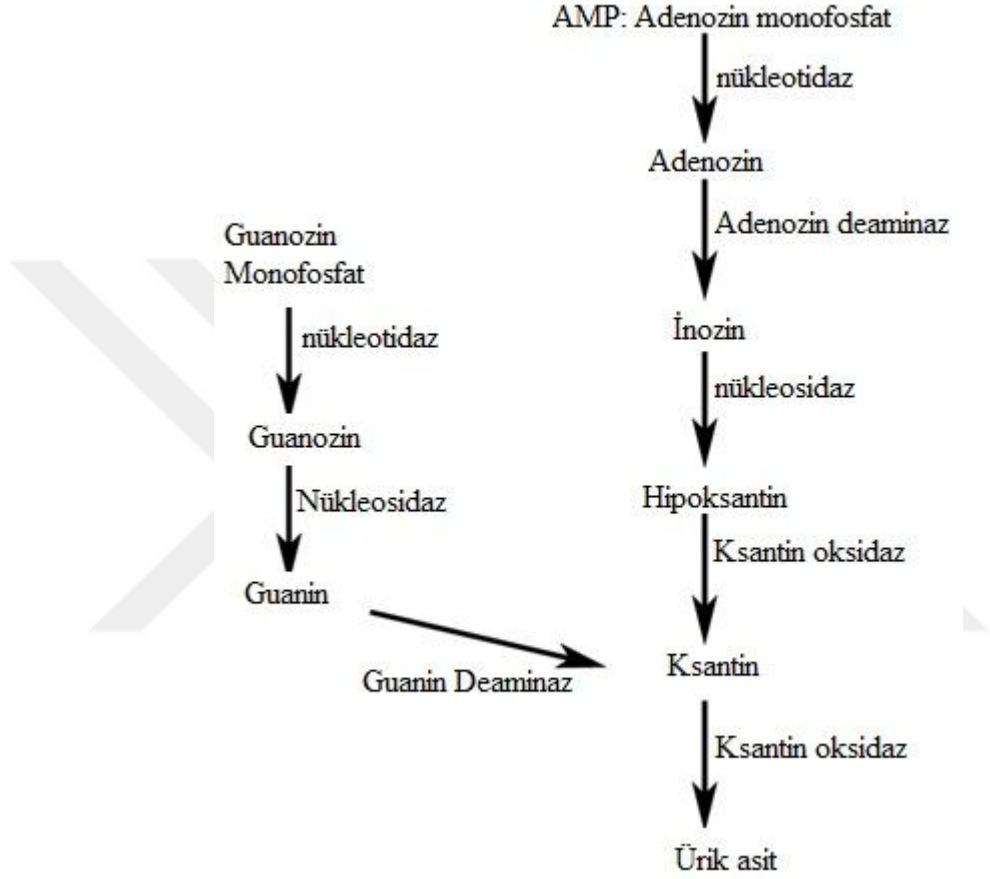 AMP: Adenozin monofosfat
nükleotidaz
Adenozin
Adenozin deaminaz
Guanozin
Monofosfat
İnozin
nükleotidaz
nükleosidaz
Guanozin
Hipoksantin
Nükleosidaz
Ksantin oksidaz
Guanin
Ksantin
Guanin Deaminaz
Ksantin oksidaz
Ürik asit